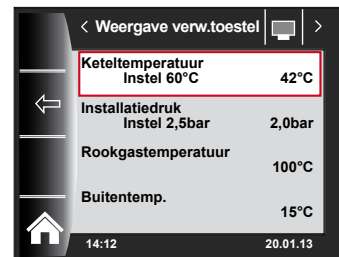 Weergave verw.toestel
Keteltemperatuur
Instel 60°C 42°C
Installatiedruk
Instel 2,5bar 2,0bar
Rookgastemperatuur
100°C
Buitentemp.
15°C
14:12 20.01.13